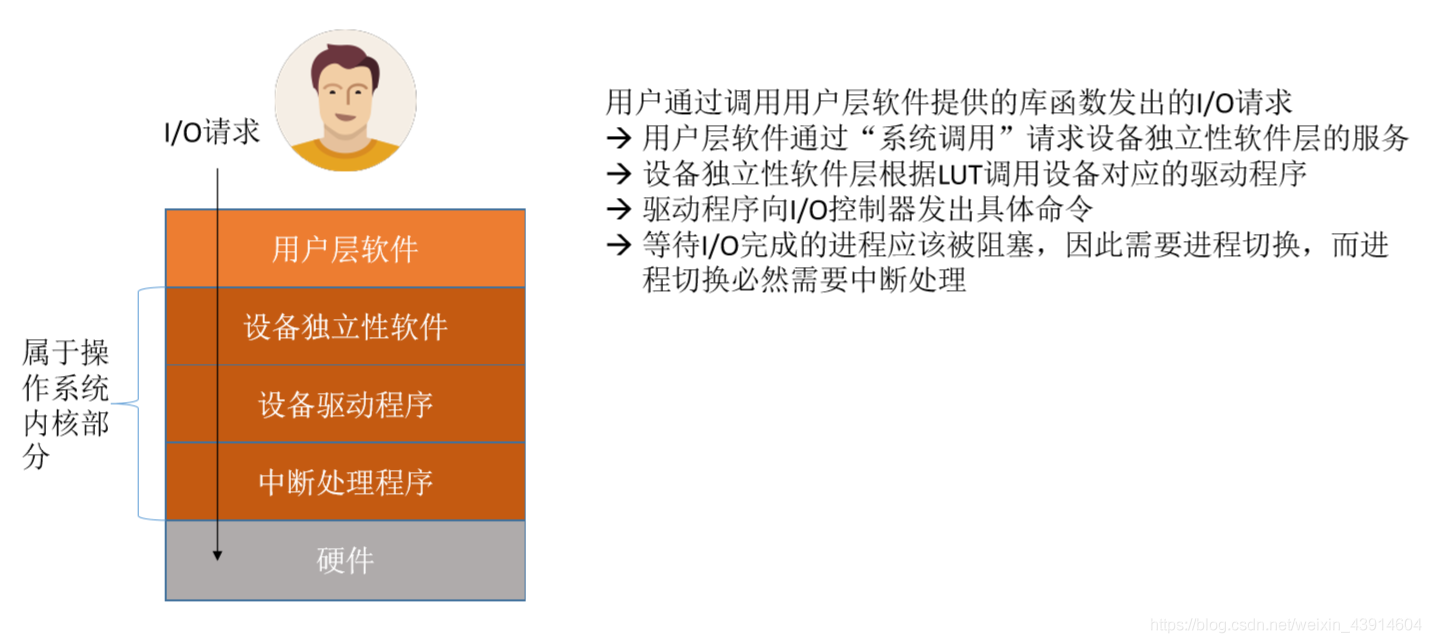 I/O请求
用户层软件
设备独立性软件
设备驱动程序
中断处理程序
硬件
属于操
作系统
内核部
分
用户通过调用用户层软件提供的库函数发出的I/O请求
→ 用户层软件通过“系统调用”请求设备独立性软件层的服务
→ 设备独立性软件层根据LUT调用设备对应的驱动程序
→ 驱动程序向I/O控制器发出具体命令
→ 等待I/O完成的进程应该被阻塞，因此需要进程切换，而进
程切换必然需要中断处理
https://blog.csdn.net/weixin_43914604